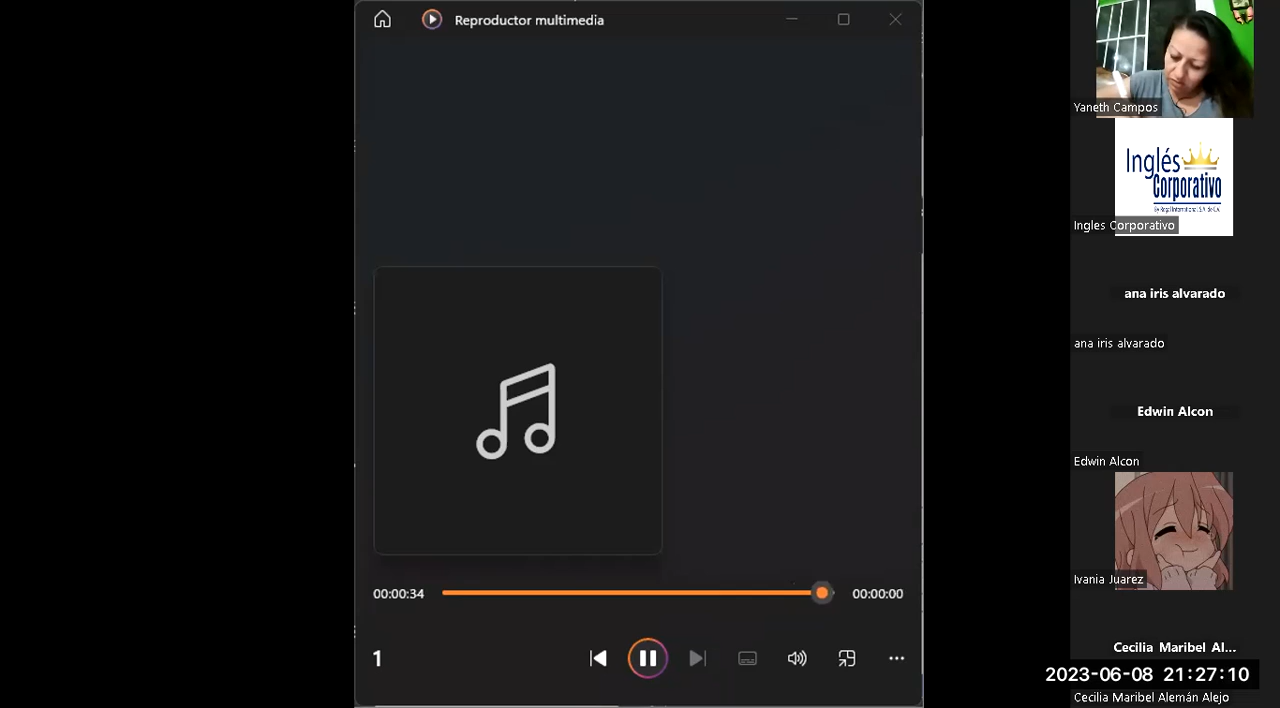 Reproductor multimedia
00:00:34
00:00:00
1
Yaneth Campos
Inglés
Corporativo
Ingles Corporativo
ana iris alvarado
ana iris alvarado
Edwin Alcon
Edwin Alcon
Ivania Juarez
Cecilia Maribel Al...
2023-06-08 21:27:10
Cecilia Maribel Alemán Alejo